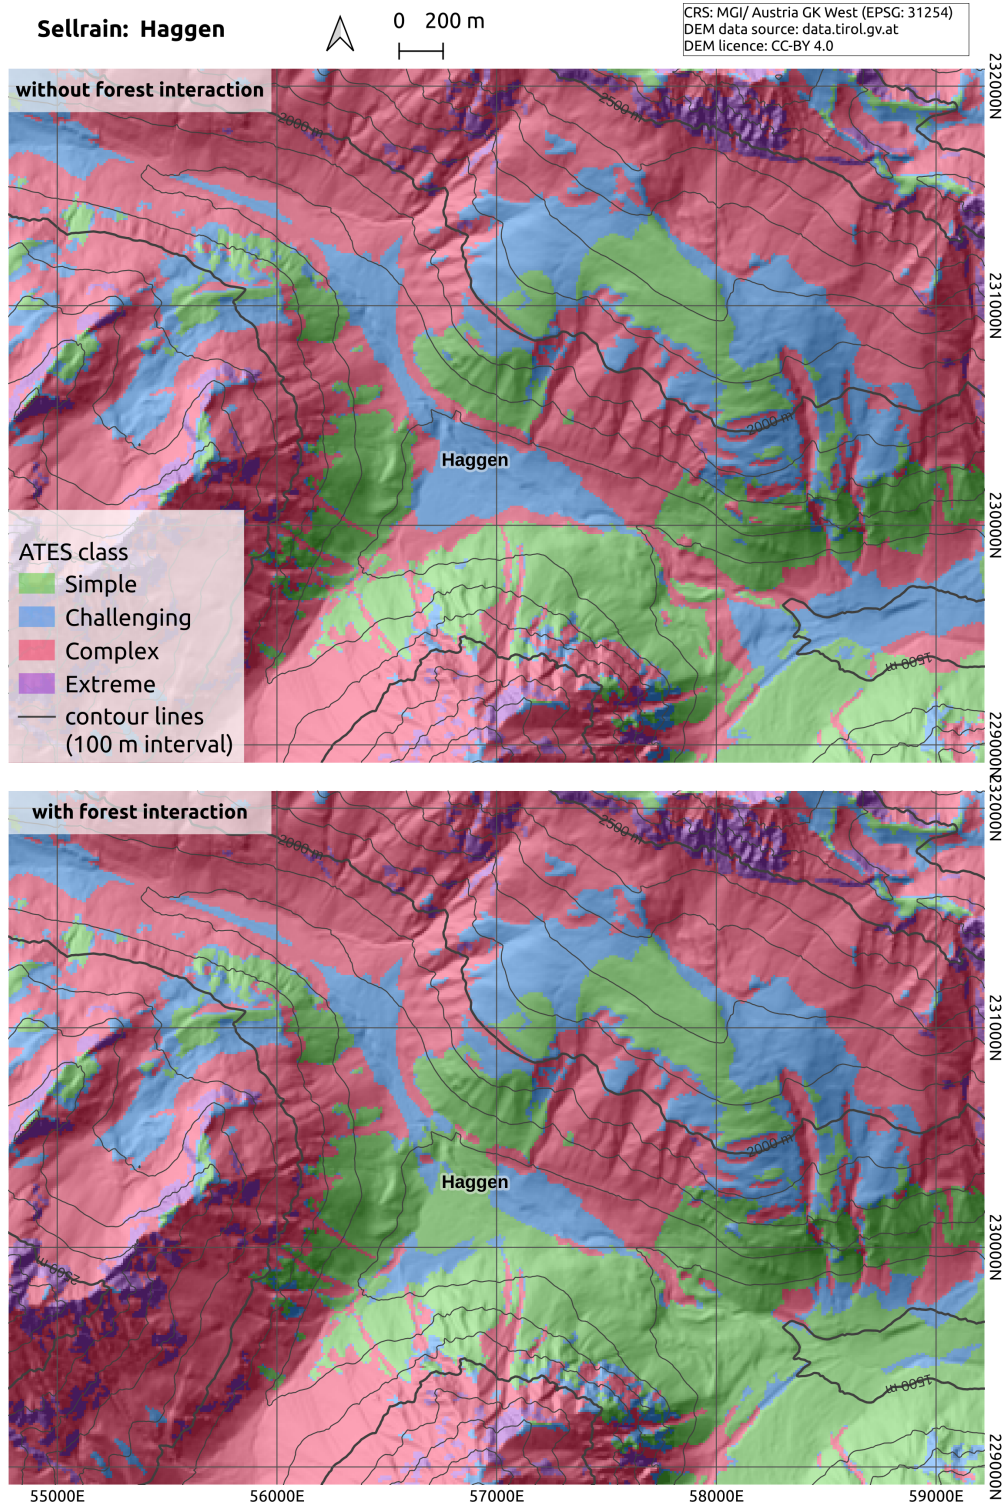 Sellrain: Haggen
0 200 m
CRS: MGI/ Austria GK West (EPSG: 31254)
DEM data source: data.tirol.gv.at
DEM licence: CC-BY 4.0
without forest interaction
2000 m
2500 m
232000N
231000N
2000 m
Haggen
230000N
1500 m
229000N
ATES class
Simple
Challenging
Complex
Extreme
contour lines
(100 m interval)
with forest interaction
2000 m
2500 m
232000N
231000N
2000 m
Haggen
230000N
2500 m
1500 m
229000N
55000E
56000E
57000E
58000E
59000E